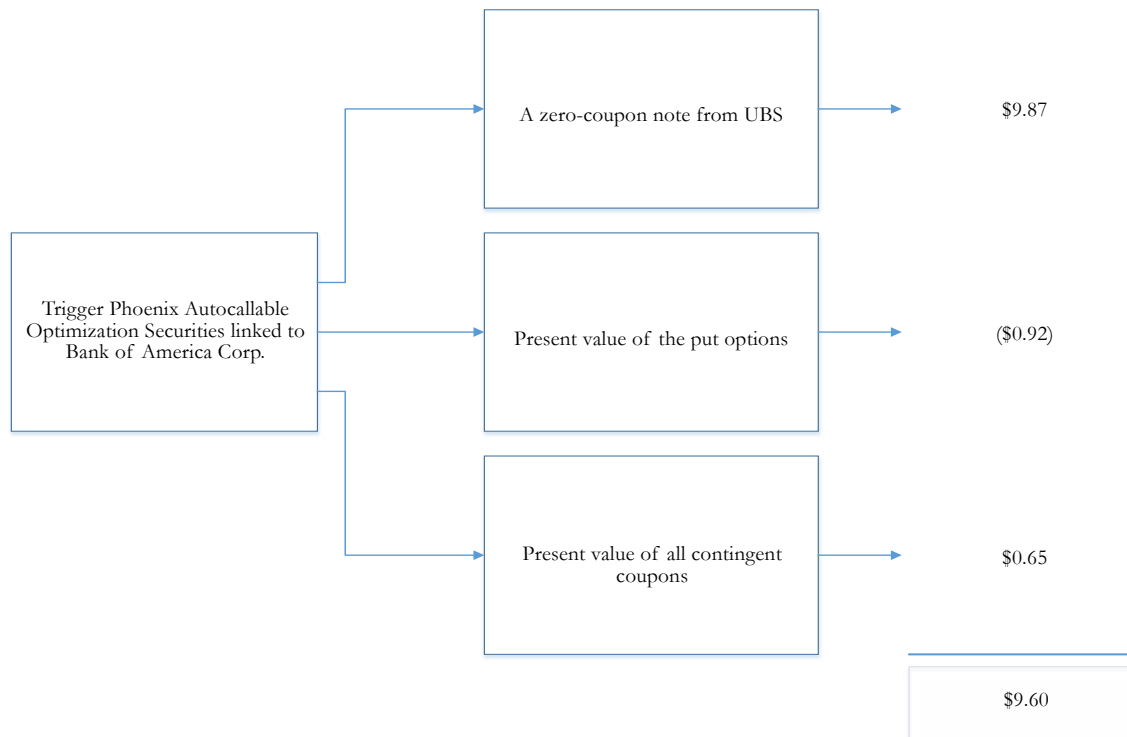 A zero-coupon note from UBS
$9.87
Trigger Phoenix Autocallable
Optimization Securities linked to
Bank of America Corp.
Present value of the put options
($0.92)
Present value of all contingent
coupons
$0.65
$9.60